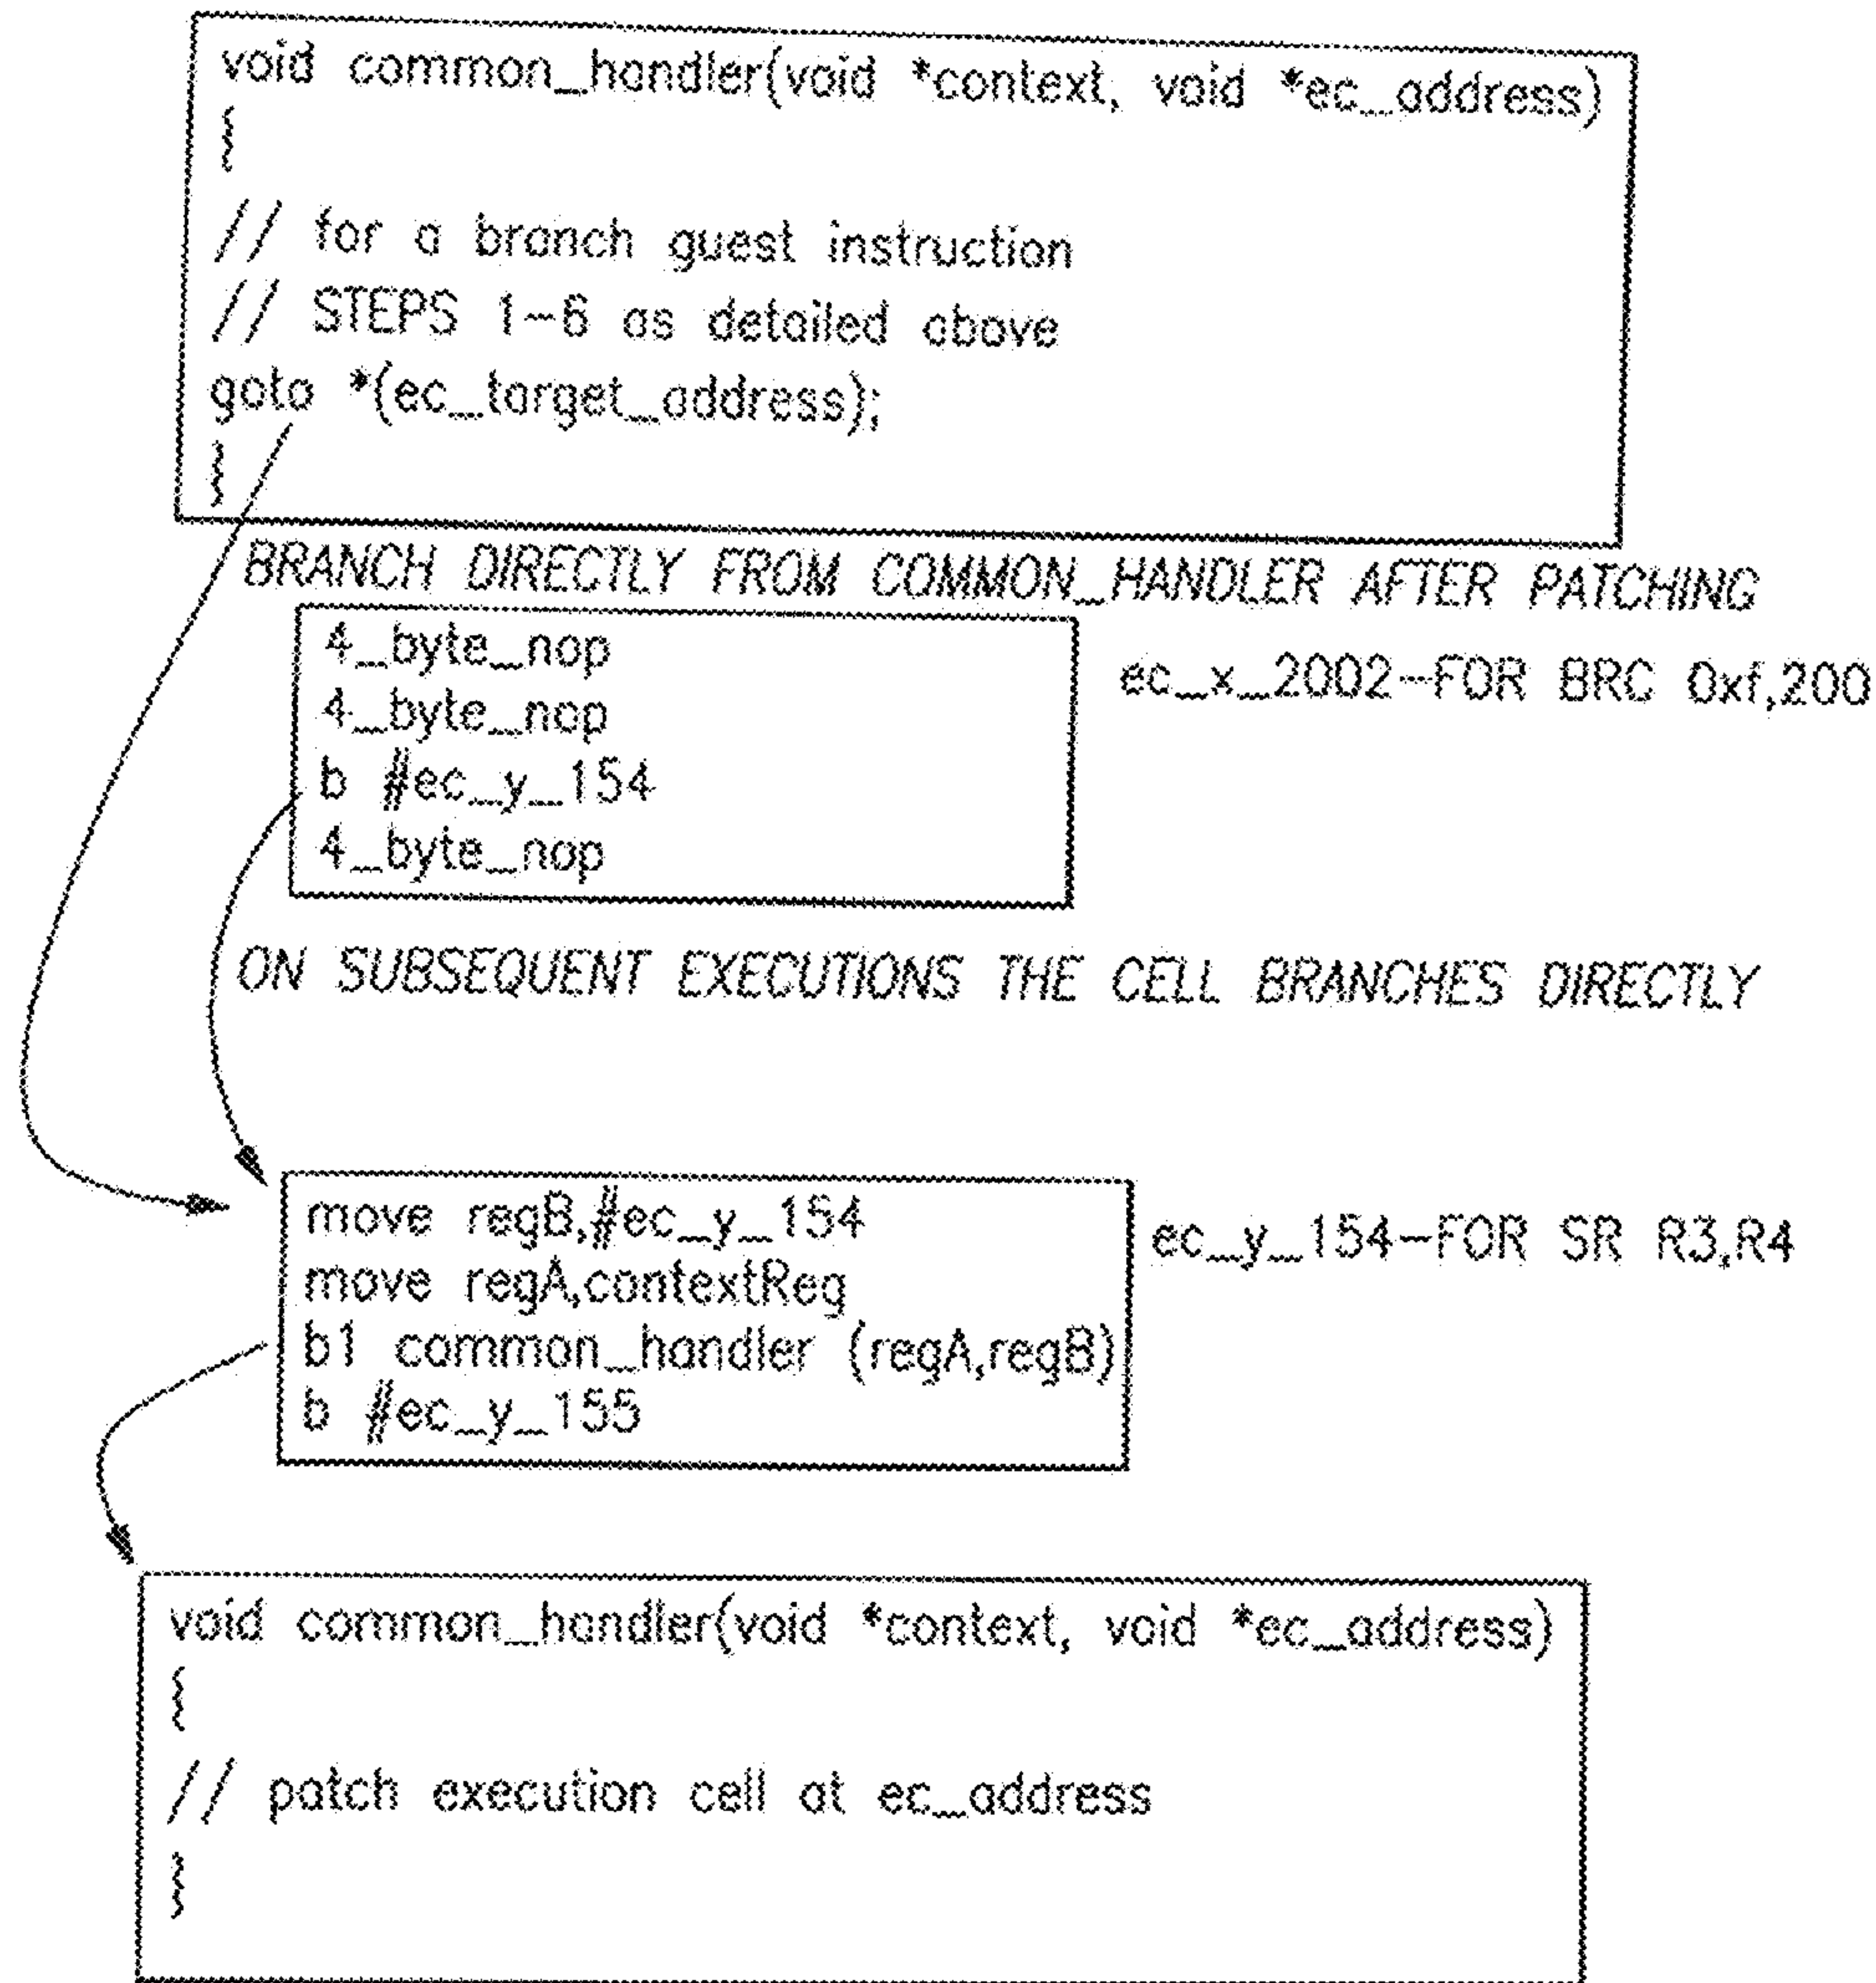 void common_handler(void *context, void *ec_address)
{
// for a branch guest instruction
// STEPS 1-6 as detailed above
goto *(ec_target_address);
}
BRANCH DIRECTLY FROM COMMON_HANDLER AFTER PATCHING
4_byte_nop
4_byte_nop
b #ec_y_154
4_byte_nop
ec_x_2002-FOR BRC 0xf,200
ON SUBSEQUENT EXECUTIONS THE CELL BRANCHES DIRECTLY
move regB,#ec_y_154
move regA,contextReg
b1 common_handler (regA,regB)
b #ec_y_155
ec_y_154-FOR SR R3,R4
void common_handler(void *context, void *ec_address)
{
// patch execution cell at ec_address
}